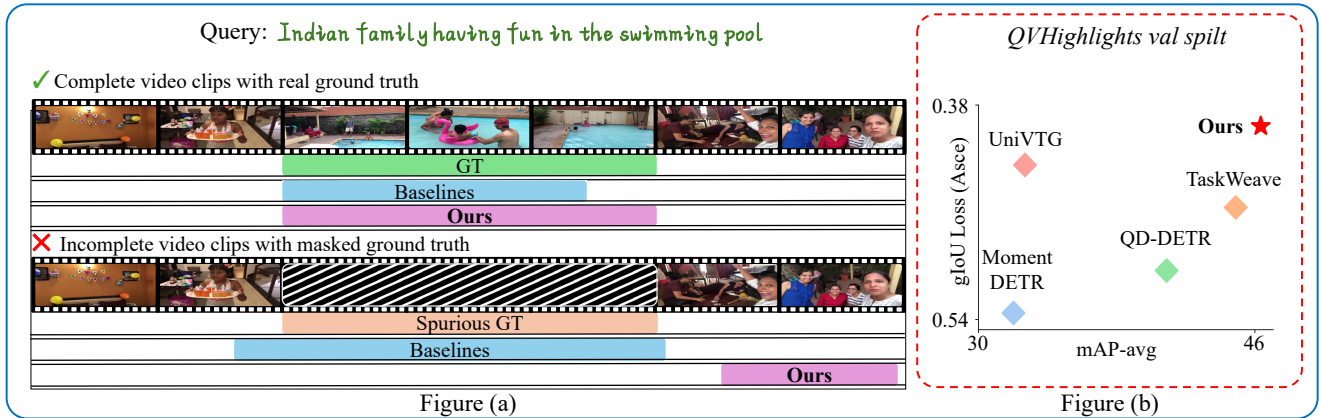 Query: Indian family having fun in the swimming pool
✓ Complete video clips with real ground truth
GT
Baselines
Ours
✗ Incomplete video clips with masked ground truth
Spurious GT
Baselines
Ours
Figure (a)
QVHighlights val spilt
gIoU Loss (Asce)
0.38
0.54
UniVTG
Ours
TaskWeave
QD-DETR
Moment
DETR
30
mAP-avg
46
Figure (b)